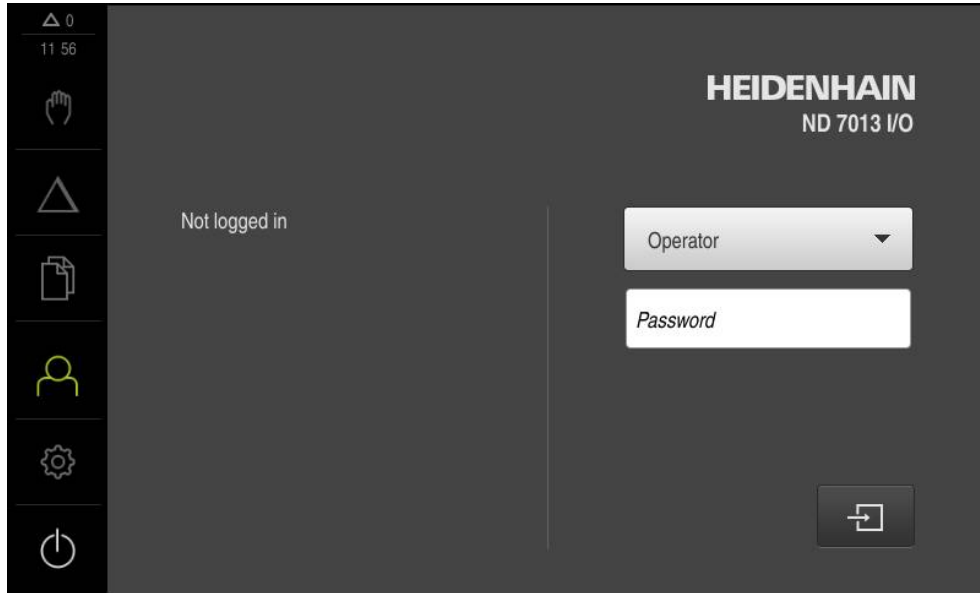 0
11 56
HEIDENHAIN
ND 7013 I/O
Not logged in
Operator
Password